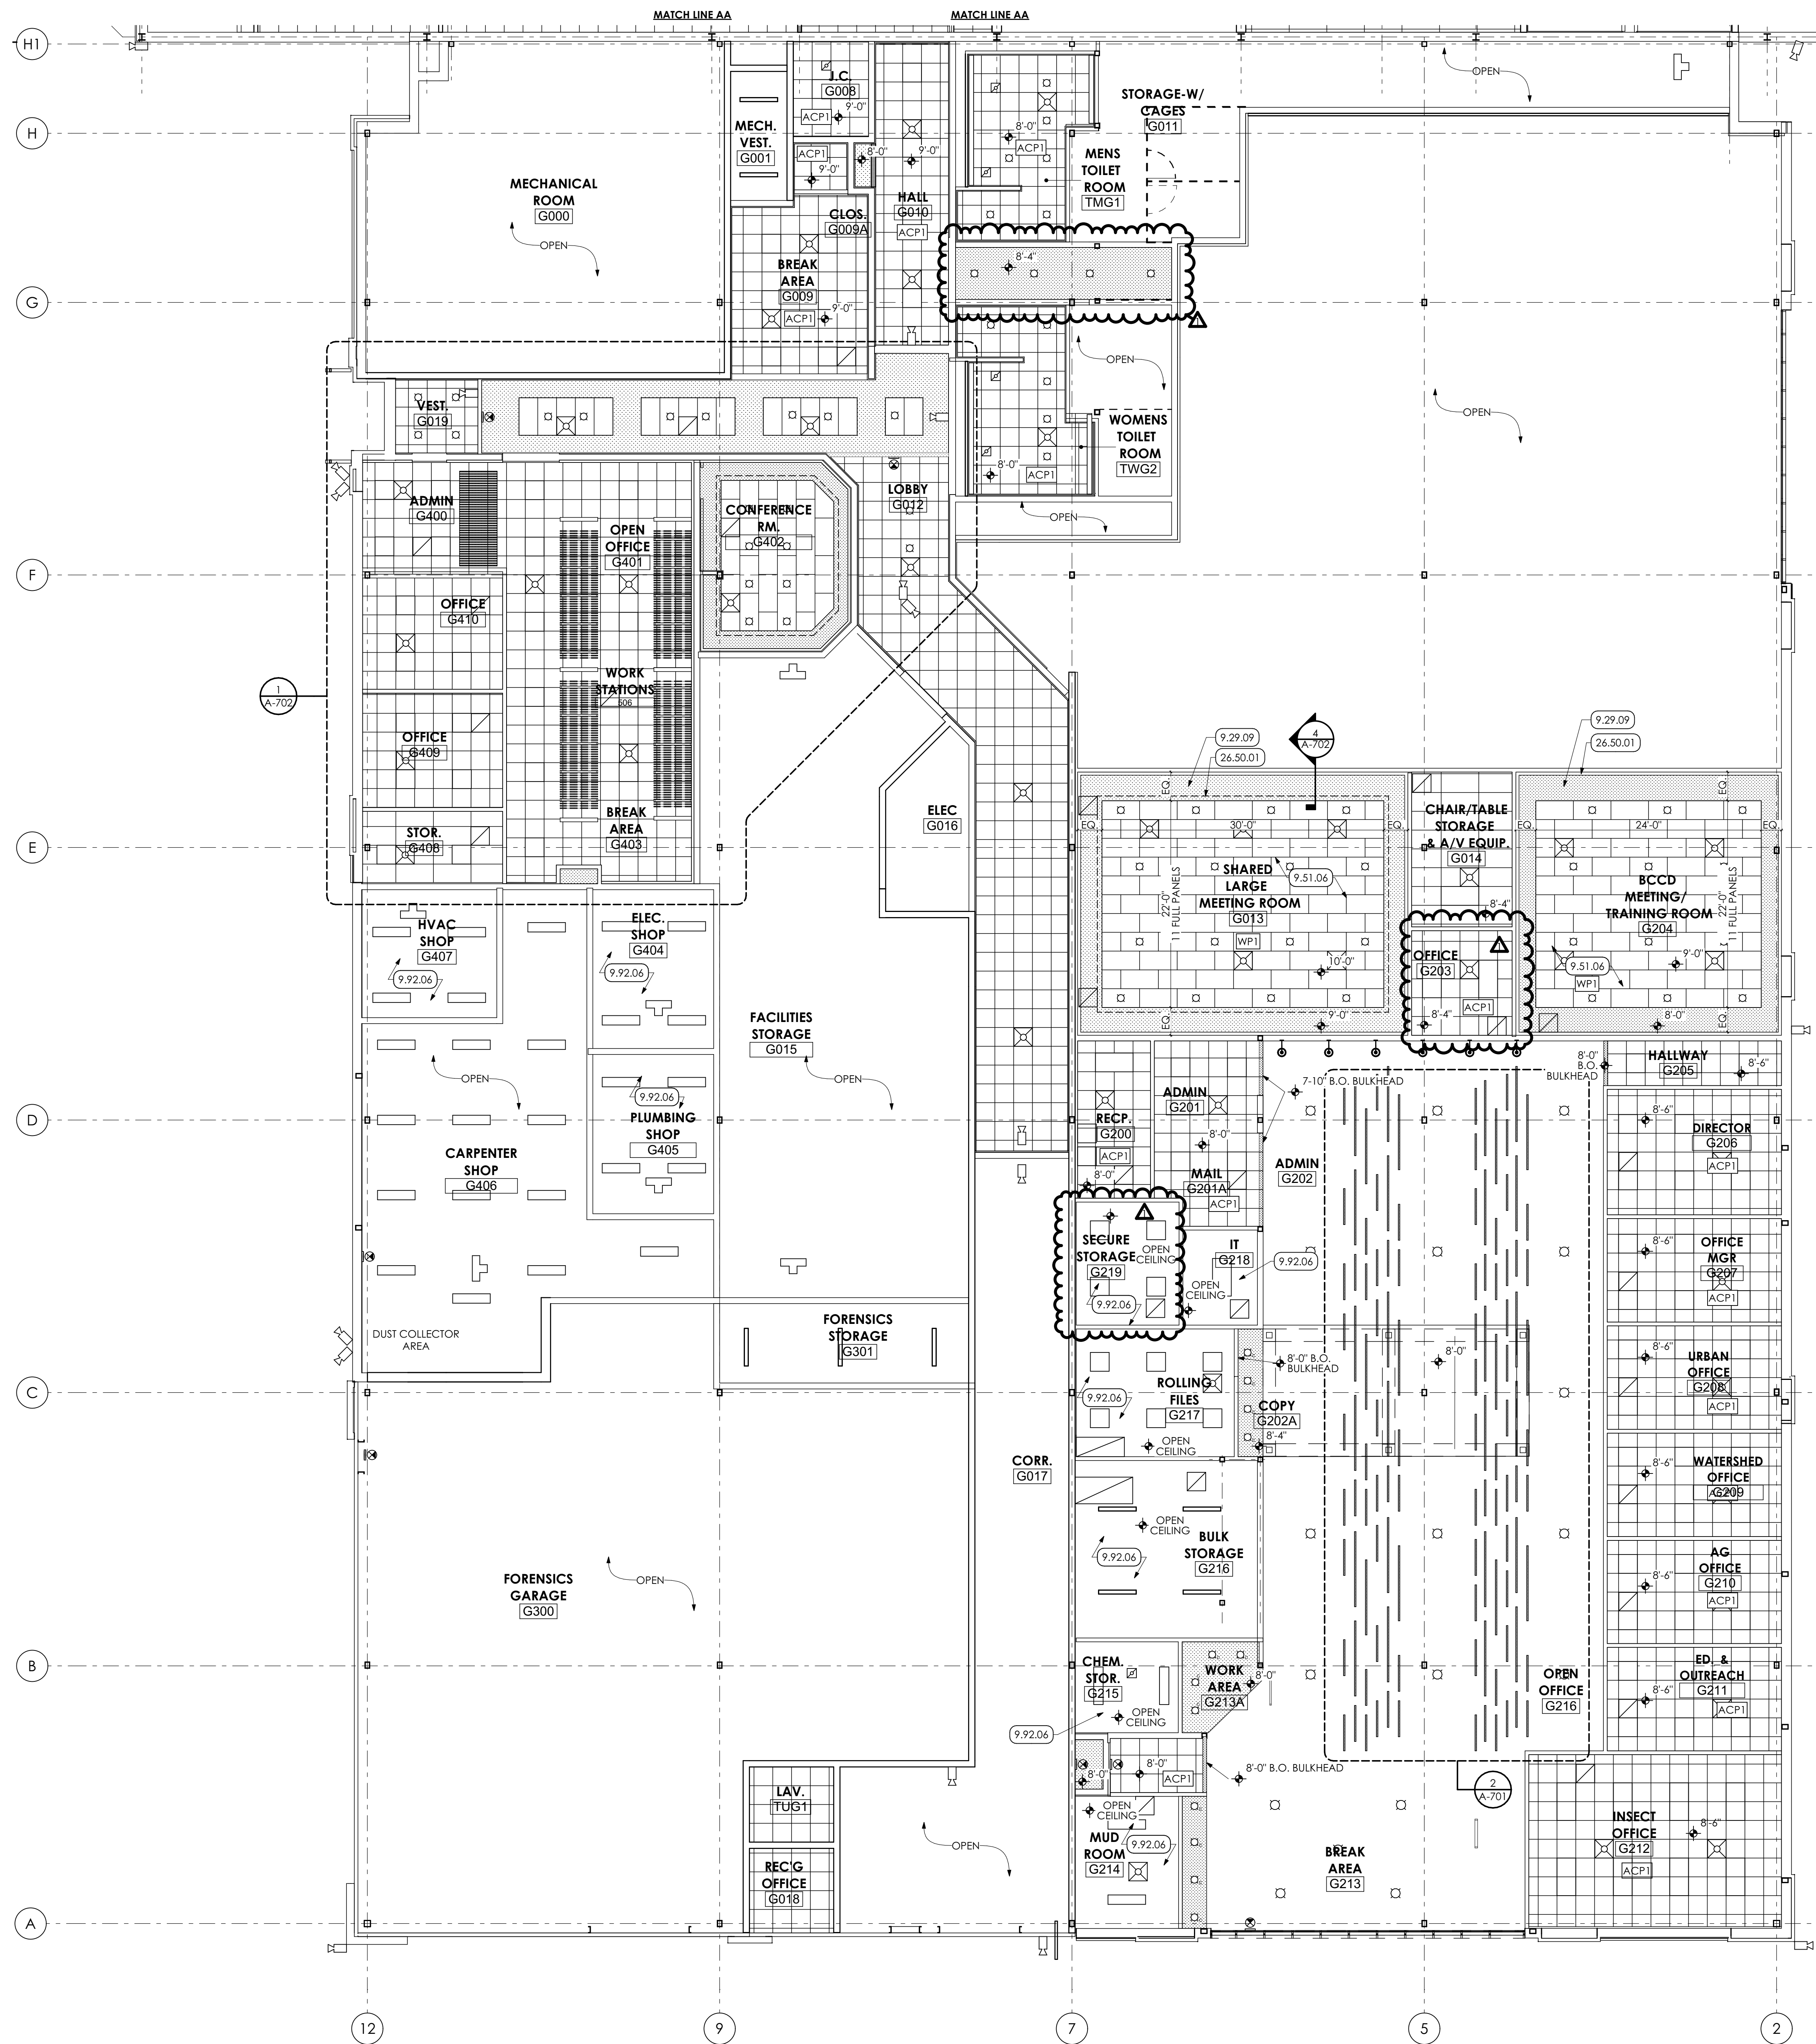 MATCH LINE AA
MATCH LINE AA
H1
OPEN
J.C.
G008
9'-0"
ACP1
STORAGE-W/
CAGES
G011
H
MECH.
VEST.
G001
8'-0"
ACP1
ACP1
9'-0"
8'-0"
9'-0"
MENS
TOILET
ROOM
TMG1
MECHANICAL
ROOM
G000
OPEN
HALL
G010
ACP1
CLOS.
G009A
BREAK
AREA
G009
ACP1
9'-0"
8'-4"
1
G
OPEN
VEST.
G019
OPEN
WOMENS
TOILET
ROOM
TWG2
8'-0"
ACP1
ADMIN
G400
LOBBY
G012
OPEN
OFFICE
G401
CONFERENCE
RM.
G402
OPEN
F
OFFICE
G410
WORK
STATIONS
506
1
A-702
OFFICE
G409
9.29.09
26.50.01
4
A-702
9.29.09
26.50.01
STOR.
G408
BREAK
AREA
G403
ELEC
G016
EQ.
EQ.
30'-0"
EQ.
CHAIR/TABLE
STORAGE
& A/V EQUIP.
G014
EQ.
EQ.
24'-0"
EQ.
E
SHARED
LARGE
MEETING ROOM
G013
9.51.06
22'-0"
11 FULL PANELS
WP1
10'-0"
9'-0"
EQ.
8'-4"
BCCD
MEETING/
TRAINING ROOM
G204
22'-0"
11 FULL PANELS
9.51.06
WP1
9'-0"
8'-0"
EQ.
OFFICE
G203
1
ACP1
8'-4"
HVAC
SHOP
G407
9.92.06
ELEC.
SHOP
G404
9.92.06
FACILITIES
STORAGE
G015
OPEN
OPEN
9.92.06
PLUMBING
SHOP
G405
8'-0"
B.O.
BULKHEAD
HALLWAY
G205
8'-6"
7-10" B.O. BULKHEAD
D
RECP.
G200
ACP1
8'-0"
ADMIN
G201
8'-0"
MAIL
G201A
ACP1
ADMIN
G202
8'-6"
DIRECTOR
G206
ACP1
CARPENTER
SHOP
G406
SECURE
STORAGE
G219
1
OPEN
CEILING
9.92.06
IT
G218
9.92.06
OPEN
CEILING
8'-6"
OFFICE
MGR
G207
ACP1
DUST COLLECTOR
AREA
FORENSICS
STORAGE
G301
8'-0" B.O.
BULKHEAD
8'-0"
8'-6"
URBAN
OFFICE
G208
ACP1
C
ROLLING
FILES
G217
9.92.06
OPEN
CEILING
COPY
G202A
8'-4"
CORR.
G017
8'-6"
WATERSHED
OFFICE
G209
OPEN
CEILING
9.92.06
BULK
STORAGE
G216
FORENSICS
GARAGE
G300
OPEN
8'-6"
AG
OFFICE
G210
ACP1
B
CHEM.
STOR.
G215
OPEN
CEILING
9.92.06
WORK
AREA
G213A
8'-0"
OPEN
OFFICE
G216
8'-6"
ED. &
OUTREACH
G211
ACP1
8'-0"
8'-0"
ACP1
8'-0" B.O. BULKHEAD
2
A-701
LAV.
TUG1
OPEN
OPEN
CEILING
MUD
ROOM
G214
9.92.06
BREAK
AREA
G213
INSECT
OFFICE
G212
8'-6"
ACP1
REC'G
OFFICE
G018
A
12
9
7
5
2